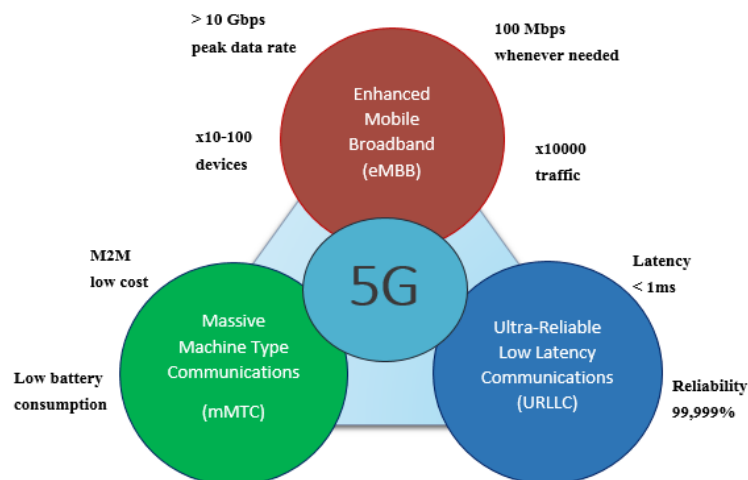 > 10 Gbps
peak data rate
100 Mbps
whenever needed
Enhanced
Mobile
Broadband
(eMBB)
x10-100
devices
x10000
traffic
M2M
low cost
Latency
< 1ms
5G
Massive
Machine Type
Communications
(mMTC)
Ultra-Reliable
Low Latency
Communications
(URLLC)
Low battery
consumption
Reliability
99,999%